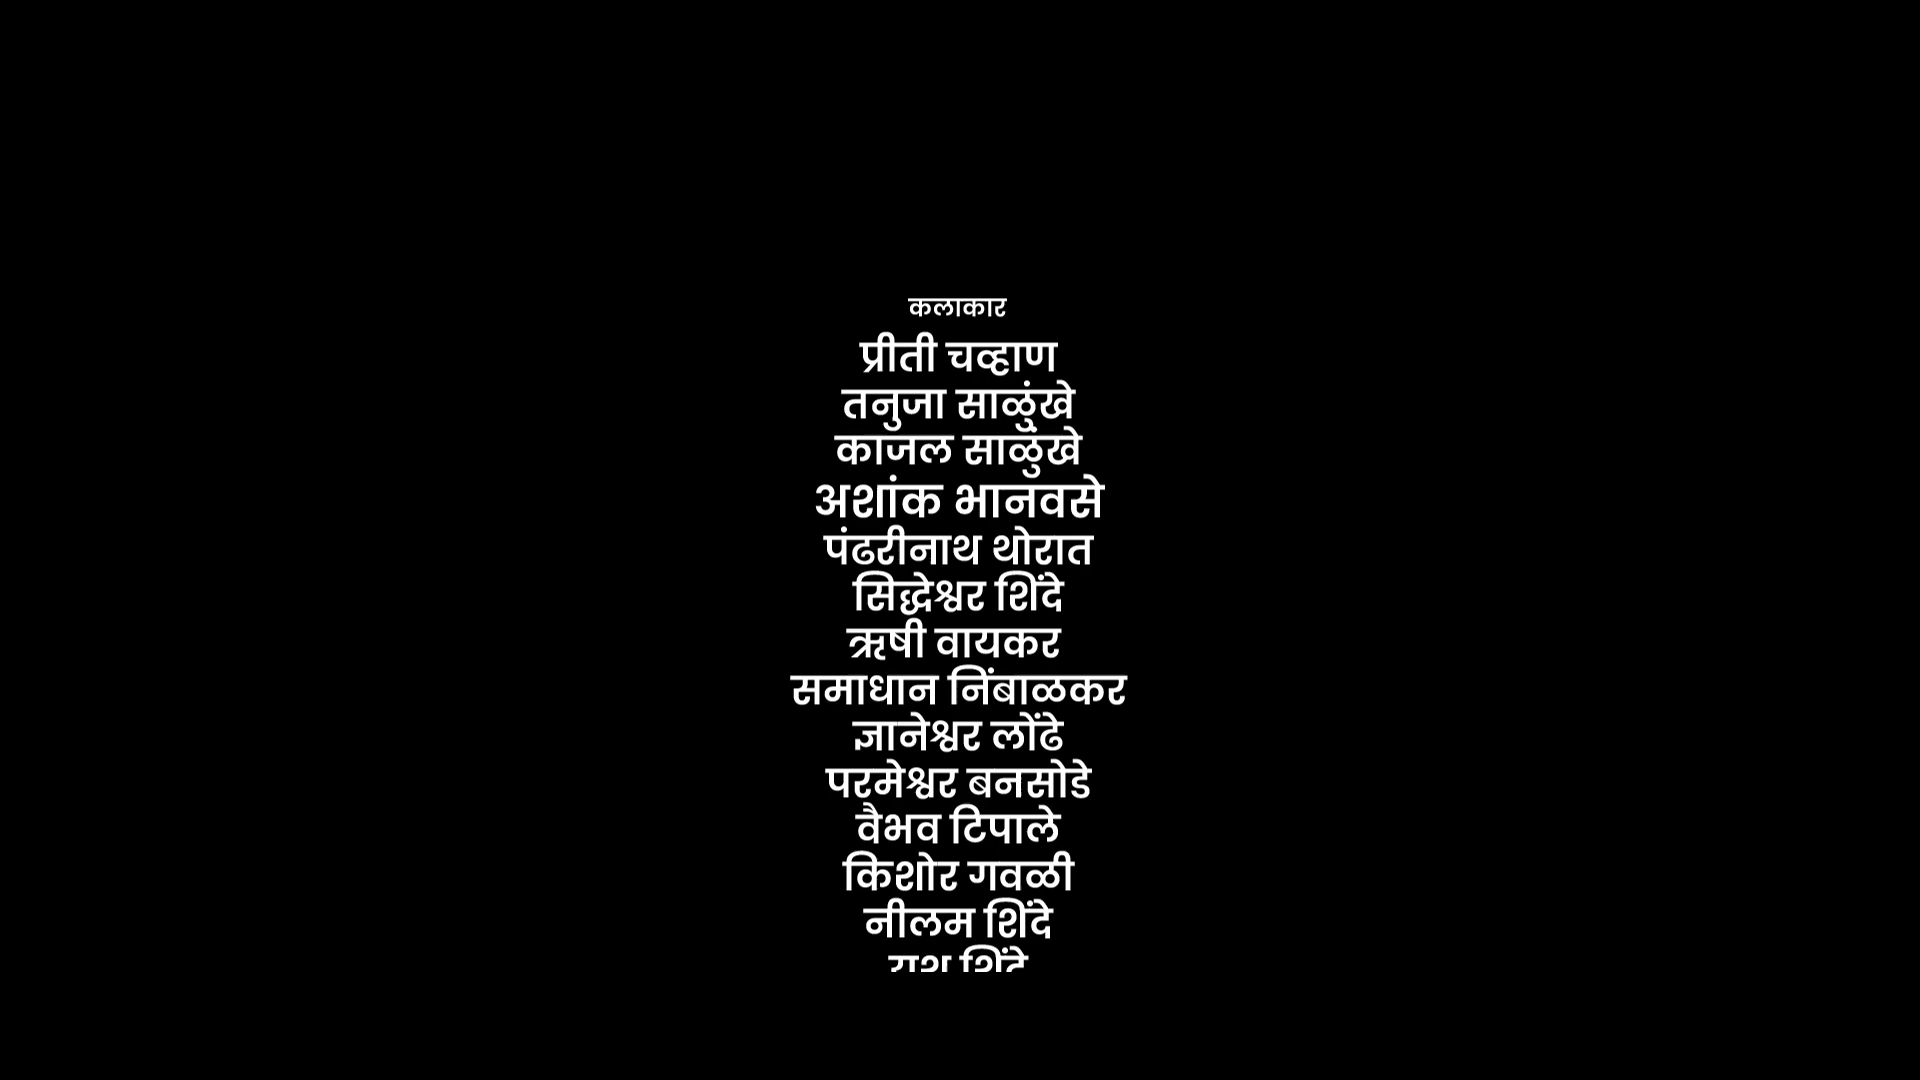 कलाकार
प्रीती चव्हाण
तनुजा साळुंखे
काजल साळुंखे
अशांक भानवसे
पंढरीनाथ थोरात
सिद्धेश्वर शिंदे
ऋषी वायकर
समाधान निंबाळकर
ज्ञानेश्वर लोंढे
परमेश्वर बनसोडे
वैभव टिपाले
किशोर गवळी
नीलम शिंदे
यश शिंदे